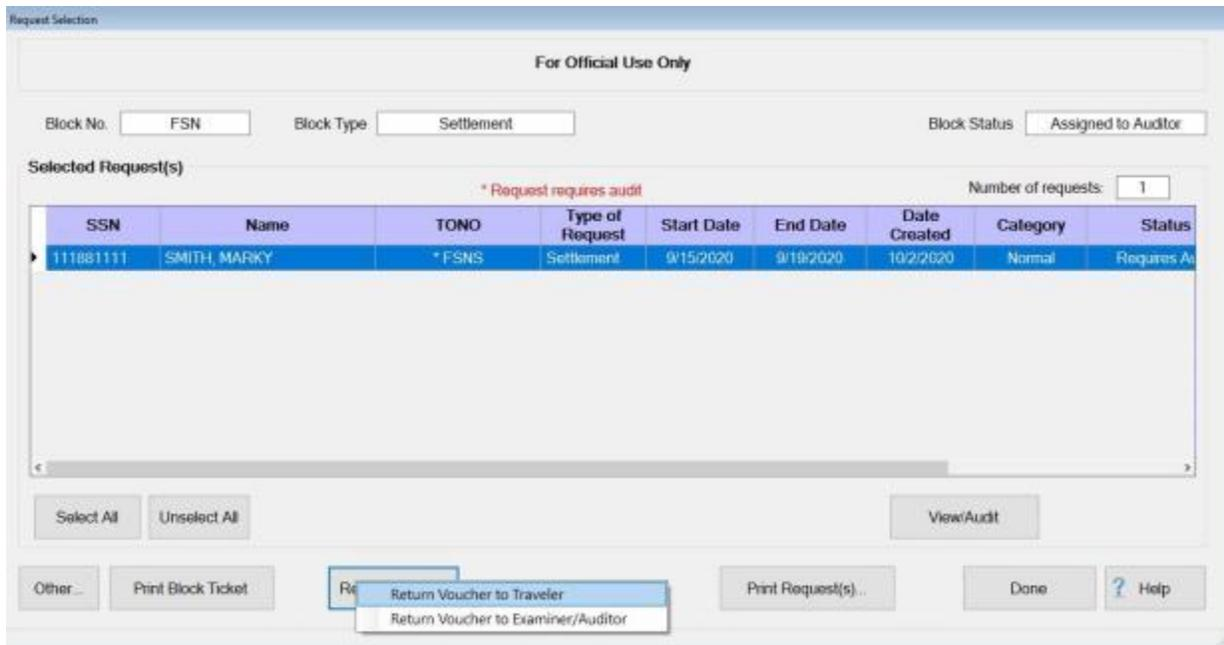 Request Selection
For Official Use Only
Block No. FSN Block Type Settlement Block Status Assigned to Auditor
Selected Request(s)
* Request requires audit Number of requests: 1
SSN Name TONO Type of Request Start Date End Date Date Created Category Status
111881111 SMITH, MARKY * FSNS Settlement 9/15/2020 9/19/2020 10/2/2020 Normal Requires Au
Select All Unselect All View/Audit
Other... Print Block Ticket Re Print Request(s)... Done ? Help
Return Voucher to Traveler
Return Voucher to Examiner/Auditor